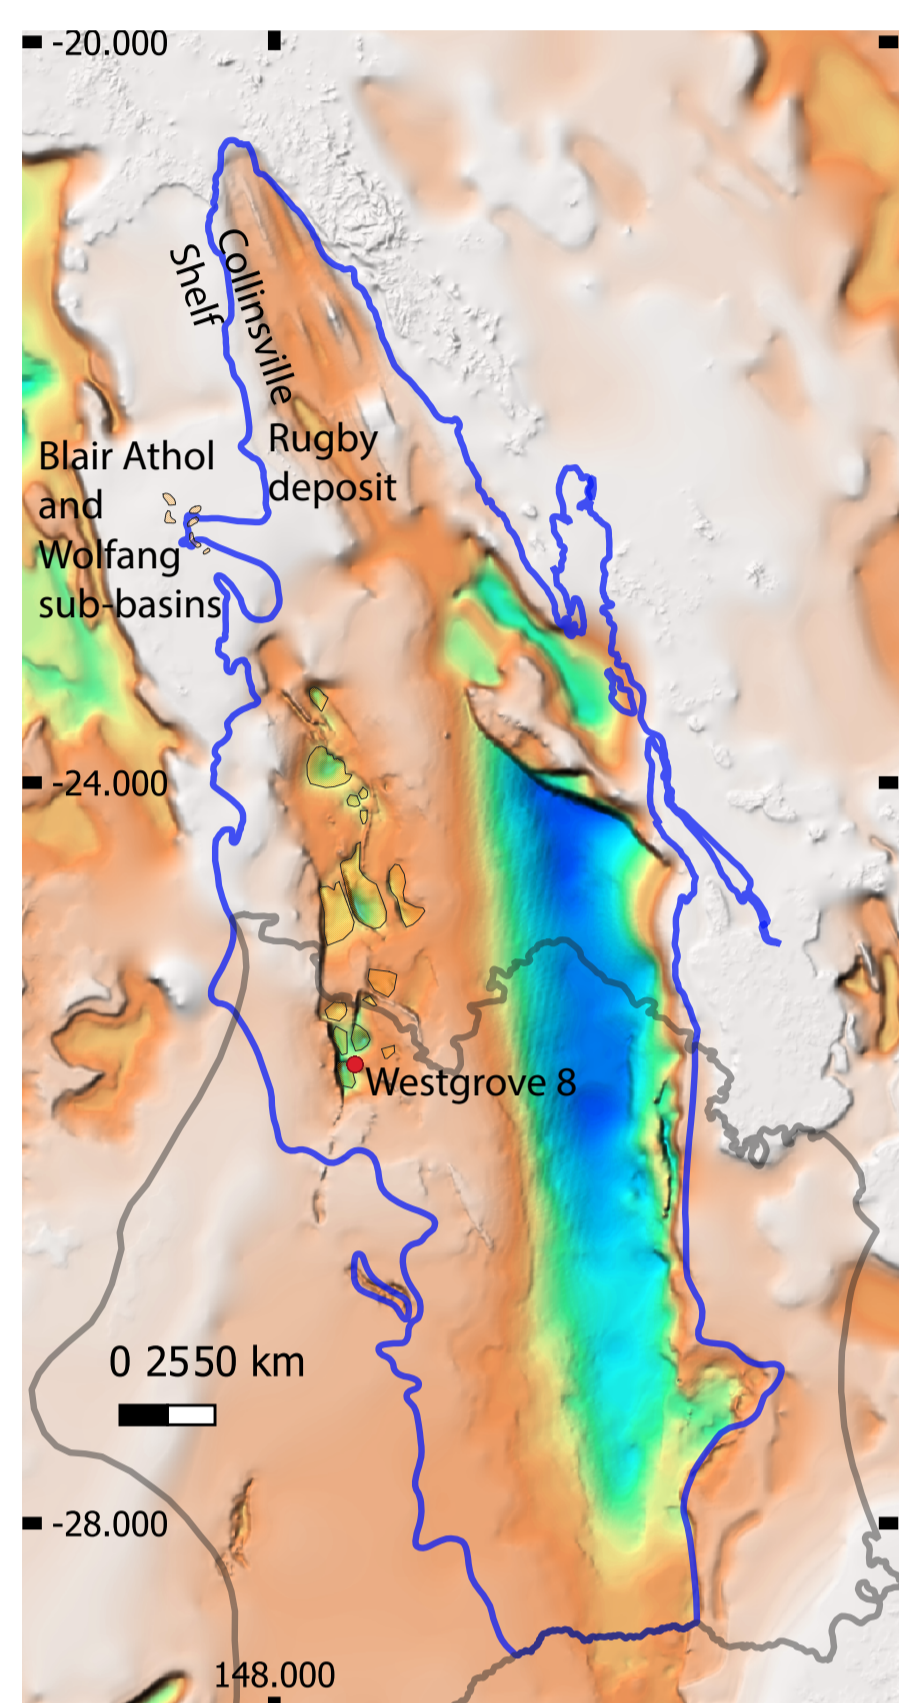 -20.000
Collinsville
Shelf
Rugby
deposit
Blair Athol
and
Wolfang
sub-basins
-24.000
Westgrove 8
0 2550 km
-28.000
148.000